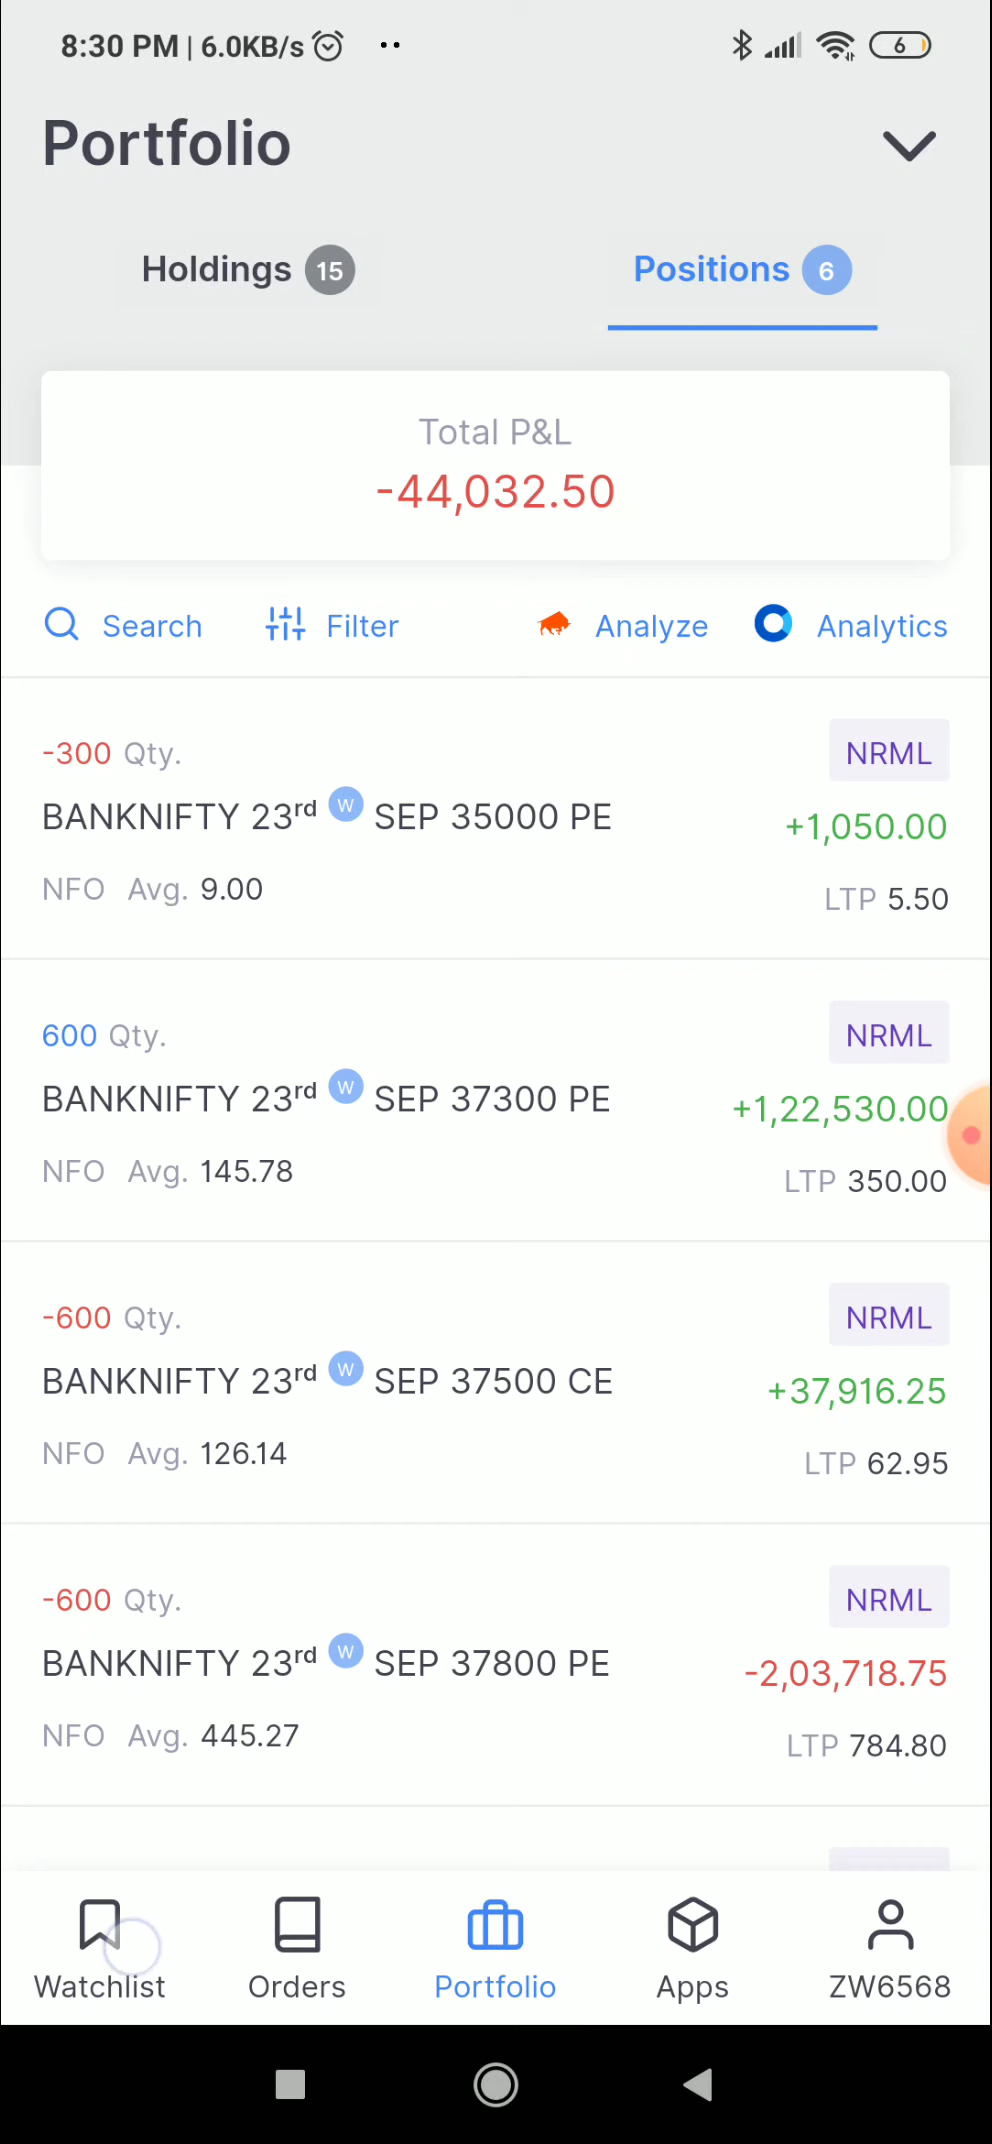 8:30 PM | 6.0KB/s 6
Portfolio
Holdings 15 Positions 6
Total P&L
-44,032.50
Search Filter Analyze Analytics
-300 Qty. NRML
BANKNIFTY 23rd W SEP 35000 PE +1,050.00
NFO Avg. 9.00 LTP 5.50
600 Qty. NRML
BANKNIFTY 23rd W SEP 37300 PE +1,22,530.00
NFO Avg. 145.78 LTP 350.00
-600 Qty. NRML
BANKNIFTY 23rd W SEP 37500 CE +37,916.25
NFO Avg. 126.14 LTP 62.95
-600 Qty. NRML
BANKNIFTY 23rd W SEP 37800 PE -2,03,718.75
NFO Avg. 445.27 LTP 784.80
Watchlist Orders Portfolio Apps ZW6568